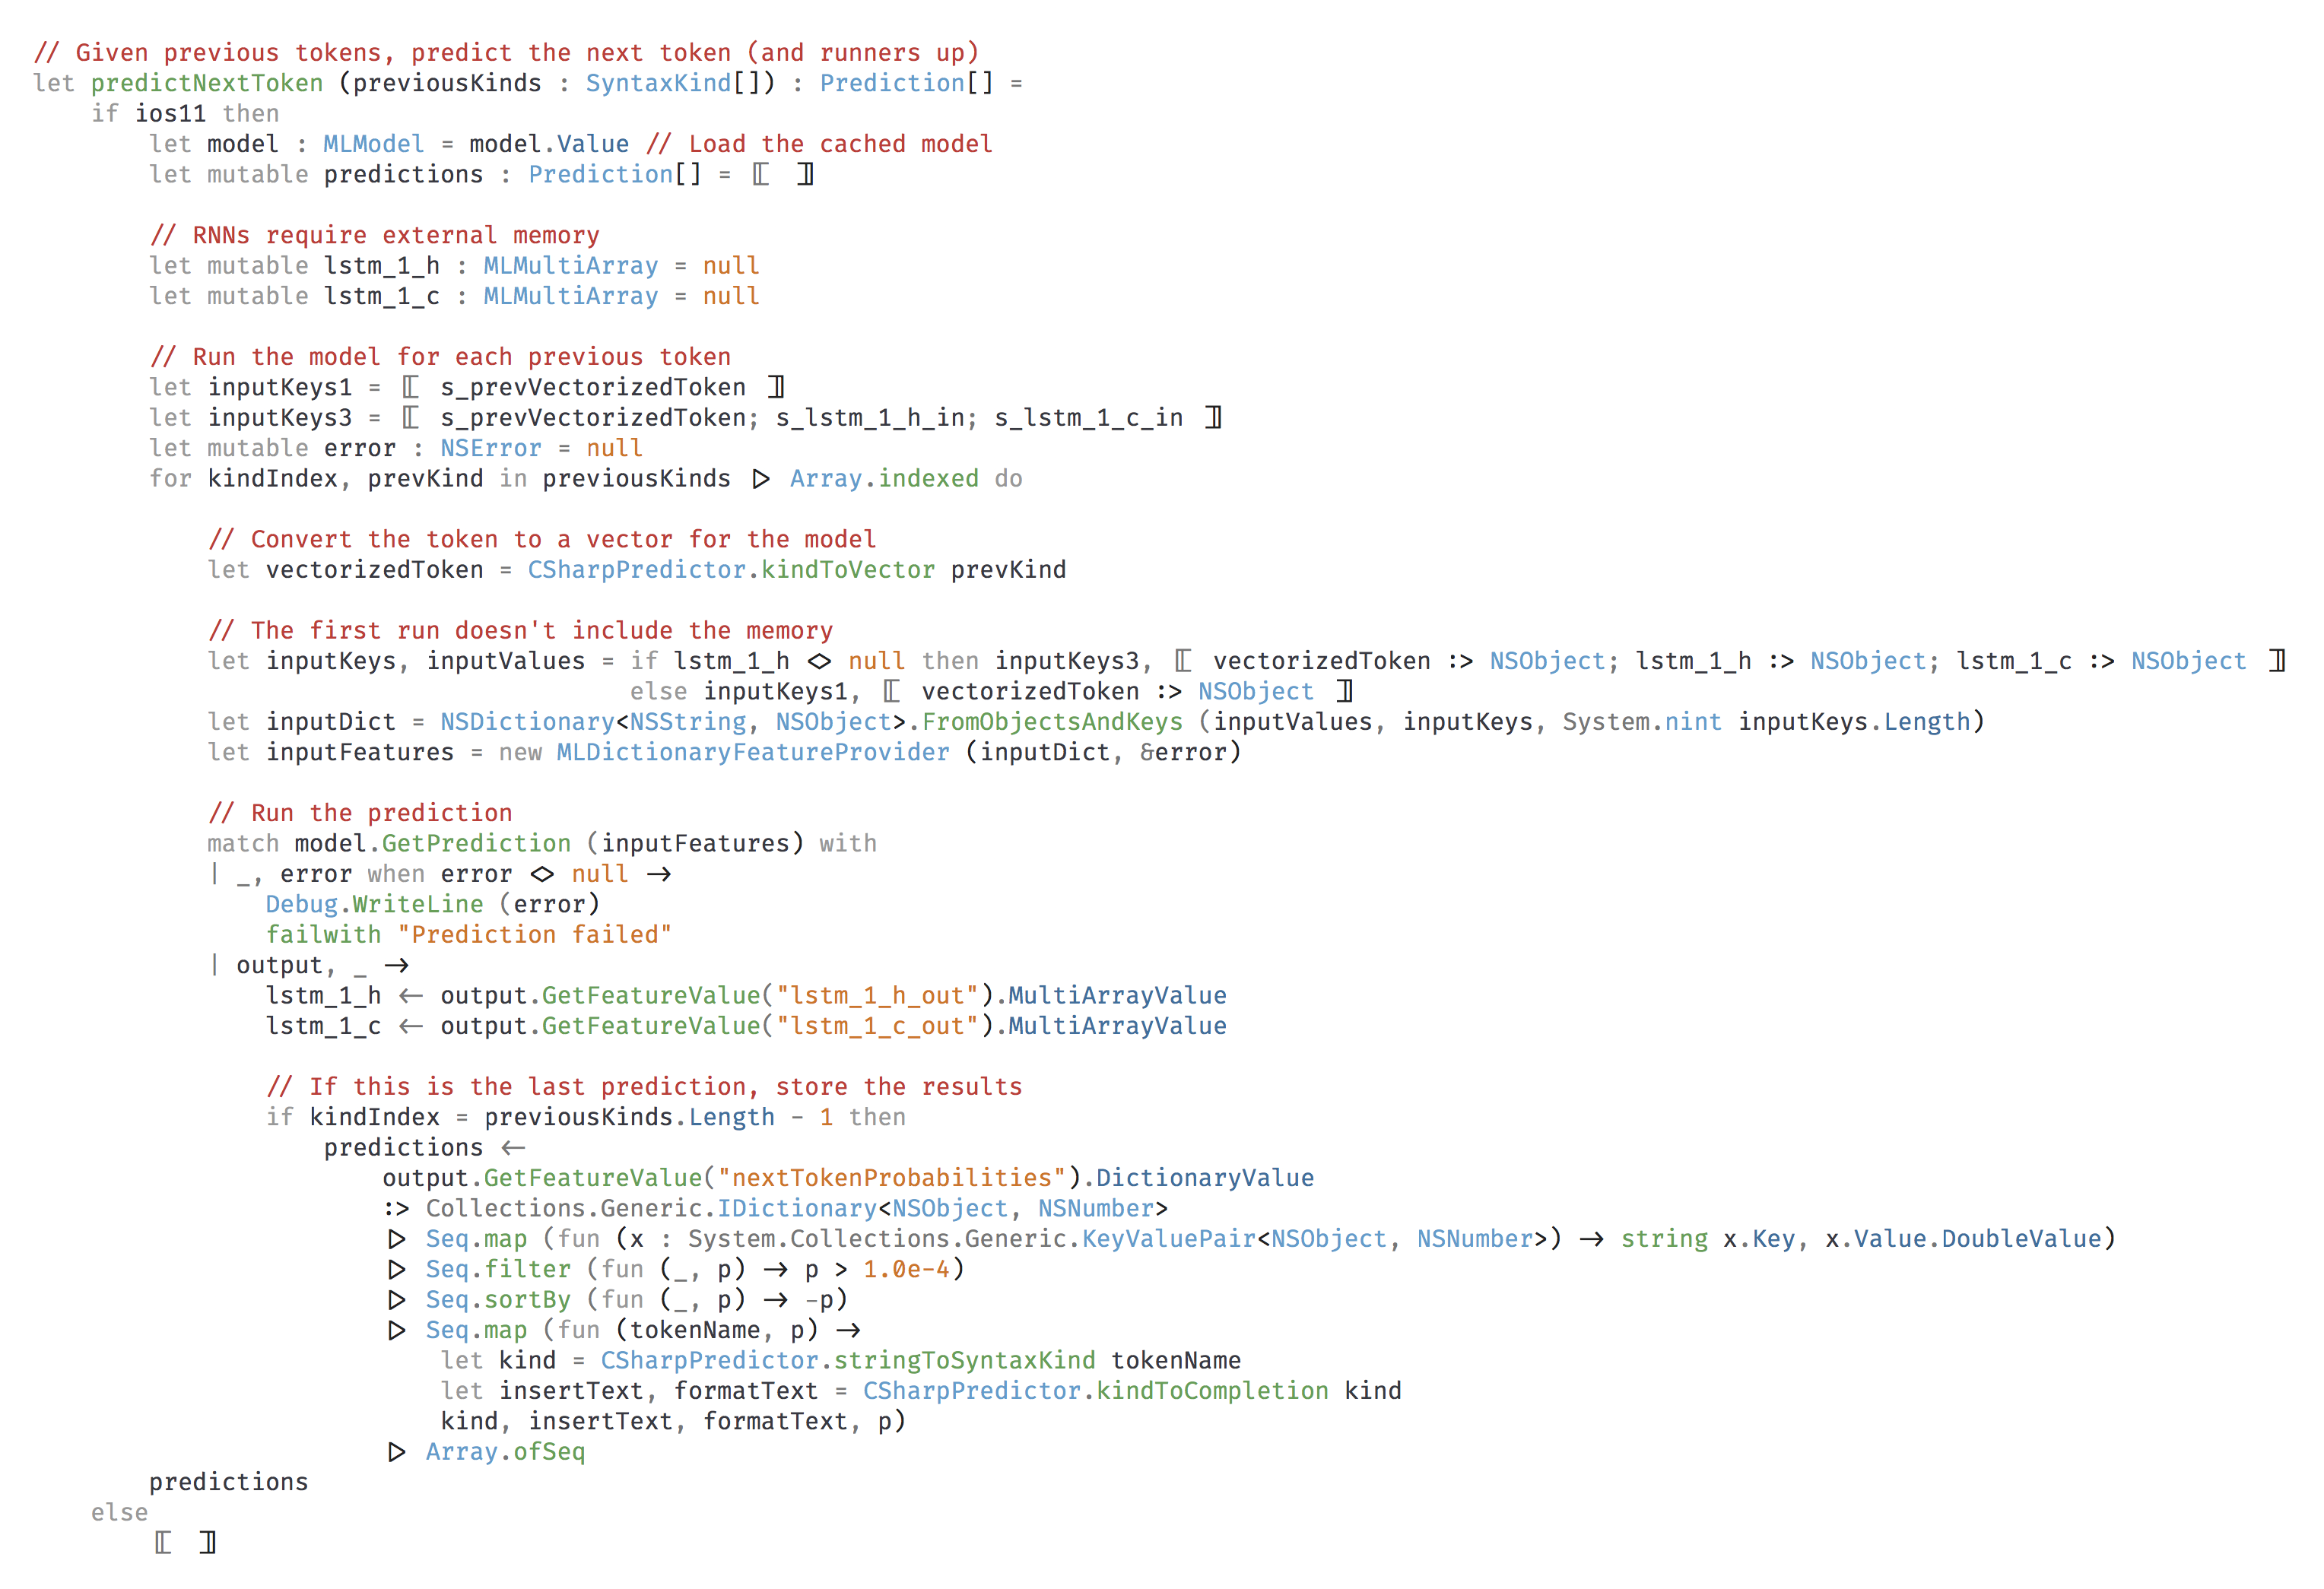 // Given previous tokens, predict the next token (and runners up)
let predictNextToken (previousKinds : SyntaxKind[]) : Prediction[] =
    if ios11 then
        let model : MLModel = model.Value // Load the cached model
        let mutable predictions : Prediction[] = ⟦ ⟧

        // RNNs require external memory
        let mutable lstm_1_h : MLMultiArray = null
        let mutable lstm_1_c : MLMultiArray = null

        // Run the model for each previous token
        let inputKeys1 = ⟦ s_prevVectorizedToken ⟧
        let inputKeys3 = ⟦ s_prevVectorizedToken; s_lstm_1_h_in; s_lstm_1_c_in ⟧
        let mutable error : NSError = null
        for kindIndex, prevKind in previousKinds ▷ Array.indexed do

            // Convert the token to a vector for the model
            let vectorizedToken = CSharpPredictor.kindToVector prevKind

            // The first run doesn't include the memory
            let inputKeys, inputValues = if lstm_1_h <> null then inputKeys3, ⟦ vectorizedToken :> NSObject; lstm_1_h :> NSObject; lstm_1_c :> NSObject ⟧
                                         else inputKeys1, ⟦ vectorizedToken :> NSObject ⟧
            let inputDict = NSDictionary<NSString, NSObject>.FromObjectsAndKeys (inputValues, inputKeys, System.nint inputKeys.Length)
            let inputFeatures = new MLDictionaryFeatureProvider (inputDict, &error)

            // Run the prediction
            match model.GetPrediction (inputFeatures) with
            | _, error when error <> null →
                Debug.WriteLine (error)
                failwith "Prediction failed"
            | output, _ →
                lstm_1_h ← output.GetFeatureValue("lstm_1_h_out").MultiArrayValue
                lstm_1_c ← output.GetFeatureValue("lstm_1_c_out").MultiArrayValue

                // If this is the last prediction, store the results
                if kindIndex = previousKinds.Length - 1 then
                    predictions ←
                        output.GetFeatureValue("nextTokenProbabilities").DictionaryValue
                        :> Collections.Generic.IDictionary<NSObject, NSNumber>
                        ▷ Seq.map (fun (x : System.Collections.Generic.KeyValuePair<NSObject, NSNumber>) → string x.Key, x.Value.DoubleValue)
                        ▷ Seq.filter (fun (_, p) → p > 1.0e-4)
                        ▷ Seq.sortBy (fun (_, p) → -p)
                        ▷ Seq.map (fun (tokenName, p) →
                            let kind = CSharpPredictor.stringToSyntaxKind tokenName
                            let insertText, formatText = CSharpPredictor.kindToCompletion kind
                            kind, insertText, formatText, p)
                        ▷ Array.ofSeq
        predictions
    else
        ⟦ ⟧